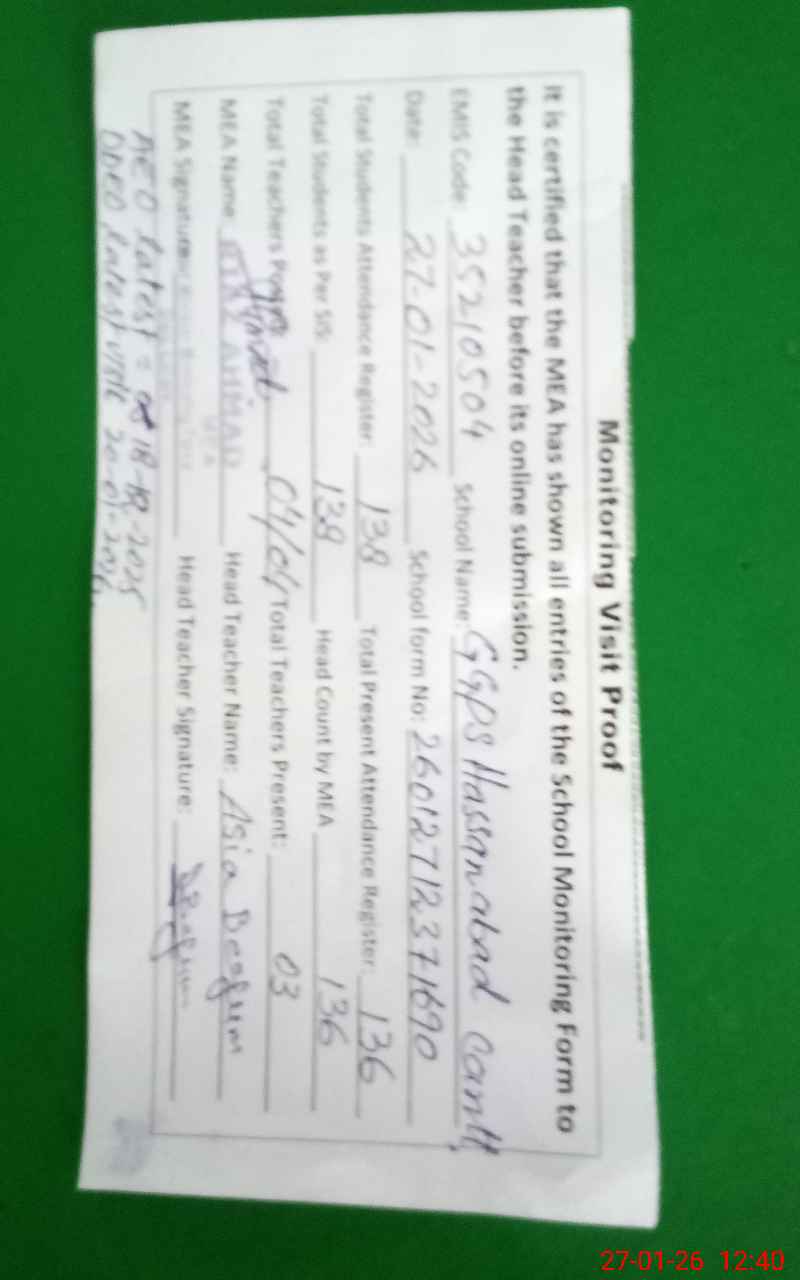 Monitoring Visit Proof
It is certified that the MEA has shown all entries of the School Monitoring Form to
the Head Teacher before its online submission.
EMIS Code: 35210504 School Name: GGPS Hassanabad Cantt,
Date: 27-01-2026 School form No: 26012712371690
Total Students Attendance Register: 138 Total Present Attendance Register: 136
Total Students as Per SIS: 138 Head Count by MEA 136
Total Teachers 04/04 Total Teachers Present: 03
MEA Name AHMAD Head Teacher Name: Asia Begum
MEA
MEA Signature Head Teacher Signature:
AEO latest = 18-12-2025
DDEO latest visit 20-01-2026,
27-01-26 12:40